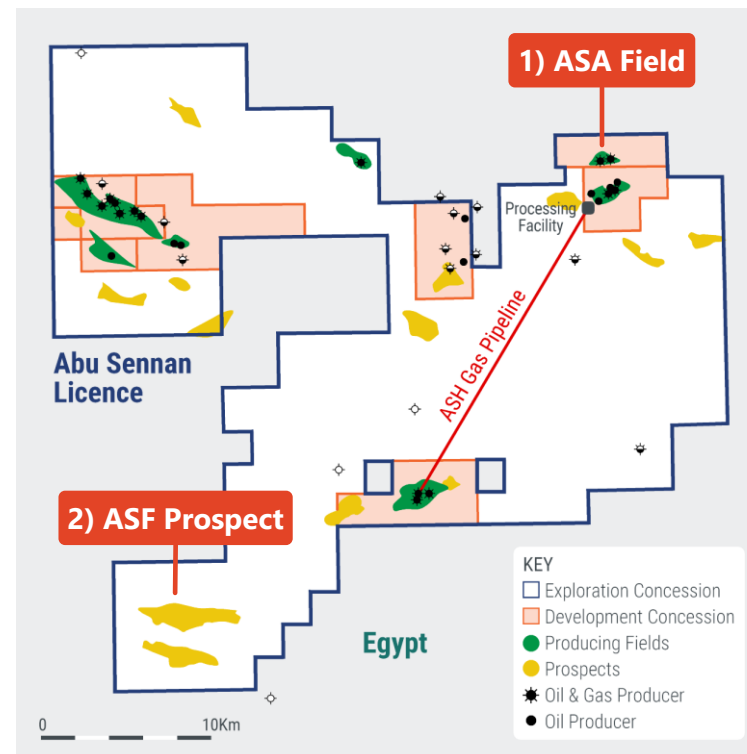 1) ASA Field
Processing
Facility
ASH Gas Pipeline
Abu Sennan
Licence
2) ASF Prospect
Egypt
KEY
Exploration Concession
Development Concession
Producing Fields
Prospects
Oil & Gas Producer
Oil Producer
0 10Km